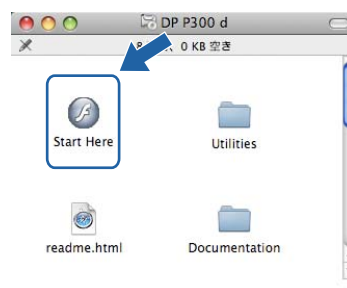 DP P300 d
0 KB 空き
Start Here
Utilities
readme.html
Documentation